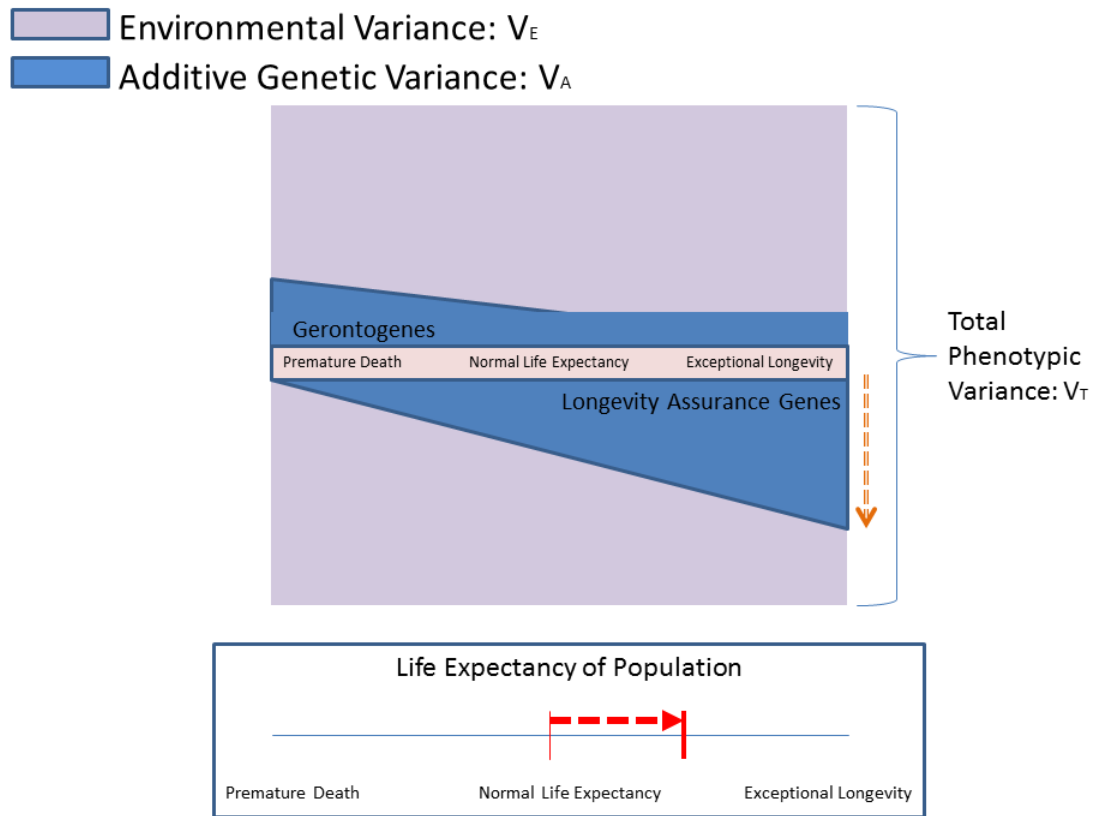 Environmental Variance: VE
Additive Genetic Variance: VA
Gerontogenes
Premature Death Normal Life Expectancy Exceptional Longevity
Longevity Assurance Genes
Total
Phenotypic
Variance: VT
Life Expectancy of Population
Premature Death Normal Life Expectancy Exceptional Longevity